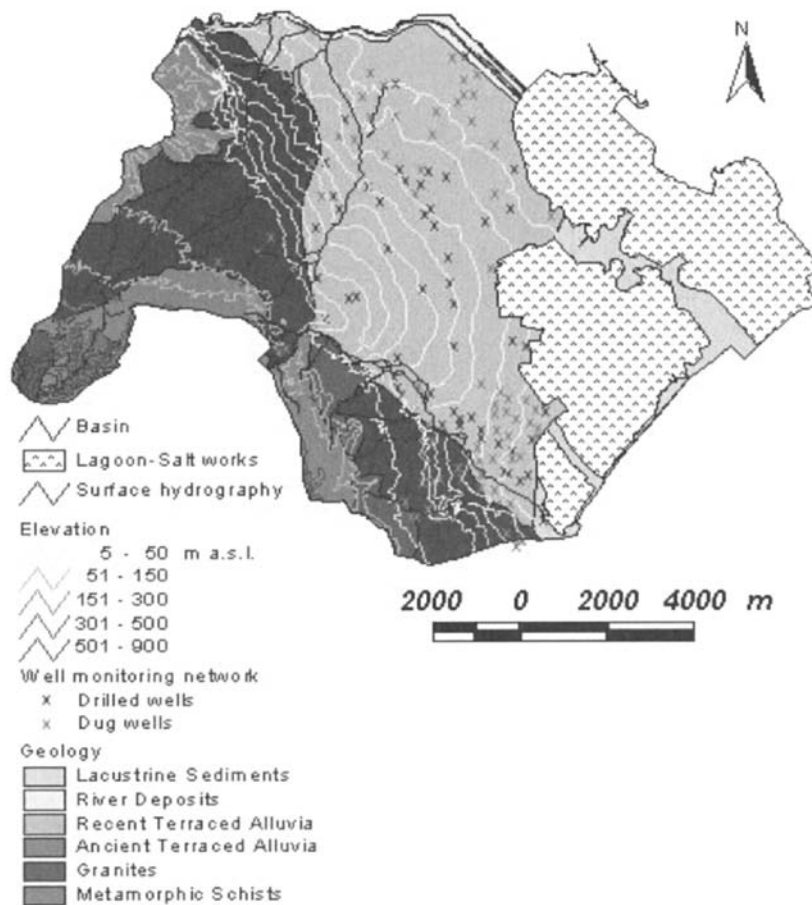 N
Basin
Lagoon-Salt works
Surface hydrography
Elevation
5 - 50 m a.s.l.
51 - 150
151 - 300
301 - 500
501 - 900
2000 0 2000 4000 m
Well monitoring network
x Drilled wells
x Dug wells
Geology
Lacustrine Sediments
River Deposits
Recent Terraced Alluvia
Ancient Terraced Alluvia
Granites
Metamorphic Schists